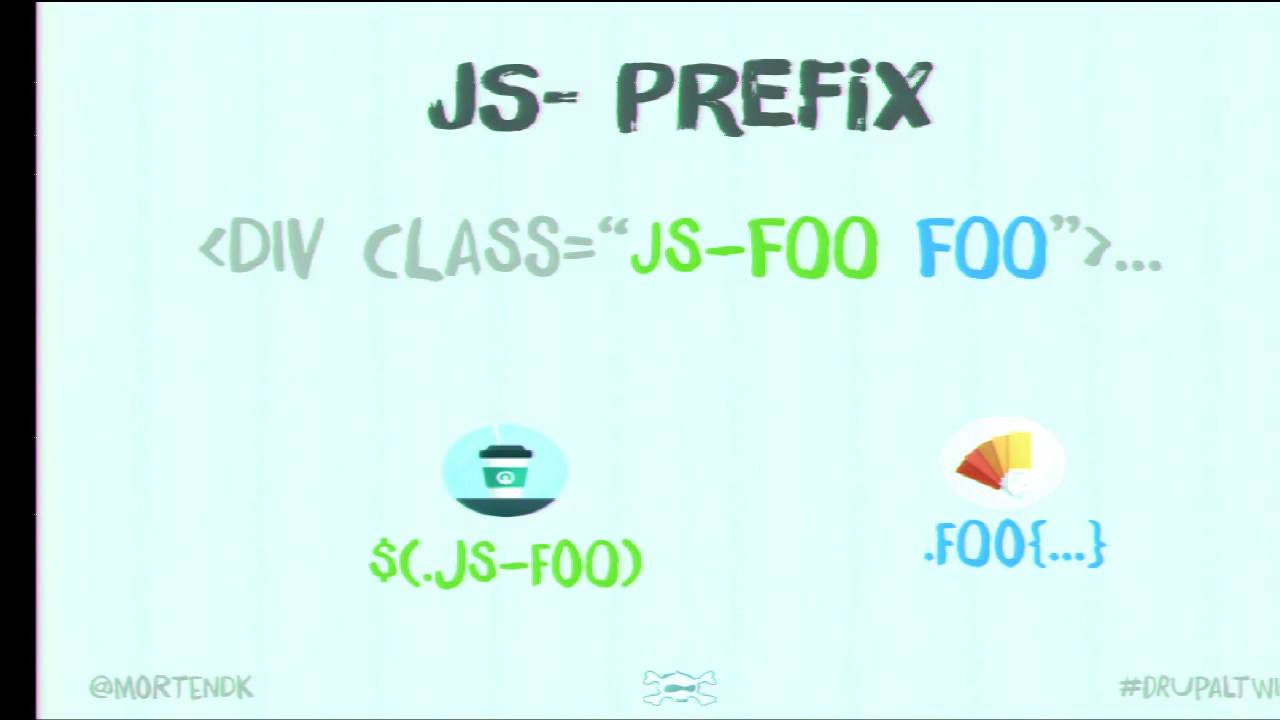 JS- PREFiX
<DIV CLASS=“JS-FOO FOO”>...
$(.JS-FOO)
.FOO{...}
@MORTENDK